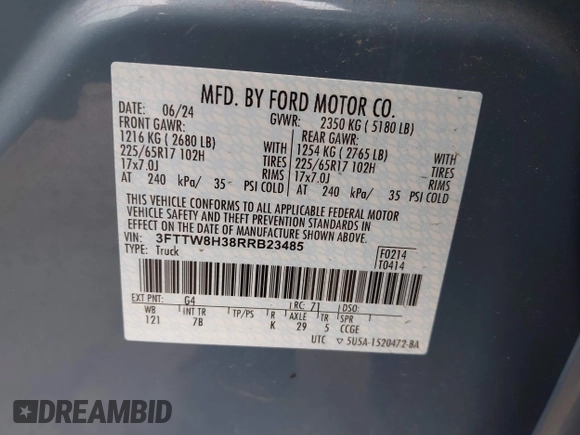 MFD. BY FORD MOTOR CO.
DATE: 06/24 GVWR: 2350 KG ( 5180 LB)
FRONT GAWR: REAR GAWR:
1216 KG ( 2680 LB) WITH 1254 KG ( 2765 LB) WITH
225/65R17 102H TIRES 225/65R17 102H TIRES
17x7.0J RIMS 17x7.0J RIMS
AT 240 kPa/ 35 PSI COLD AT 240 kPa/ 35 PSI COLD
THIS VEHICLE CONFORMS TO ALL APPLICABLE FEDERAL MOTOR
VEHICLE SAFETY AND THEFT PREVENTION STANDARDS IN
EFFECT ON THE DATE OF MANUFACTURE SHOWN ABOVE.
VIN: 3FTTW8H38RRB23485 F0214
TYPE: Truck T0414
EXT PNT: G4 RC: 71 DSO:
WB INT TR TP/PS R AXLE TR SPR
121 7B K 29 5 CCGE
UTC ▽ 5U5A-1520472-BA
DREAMBID